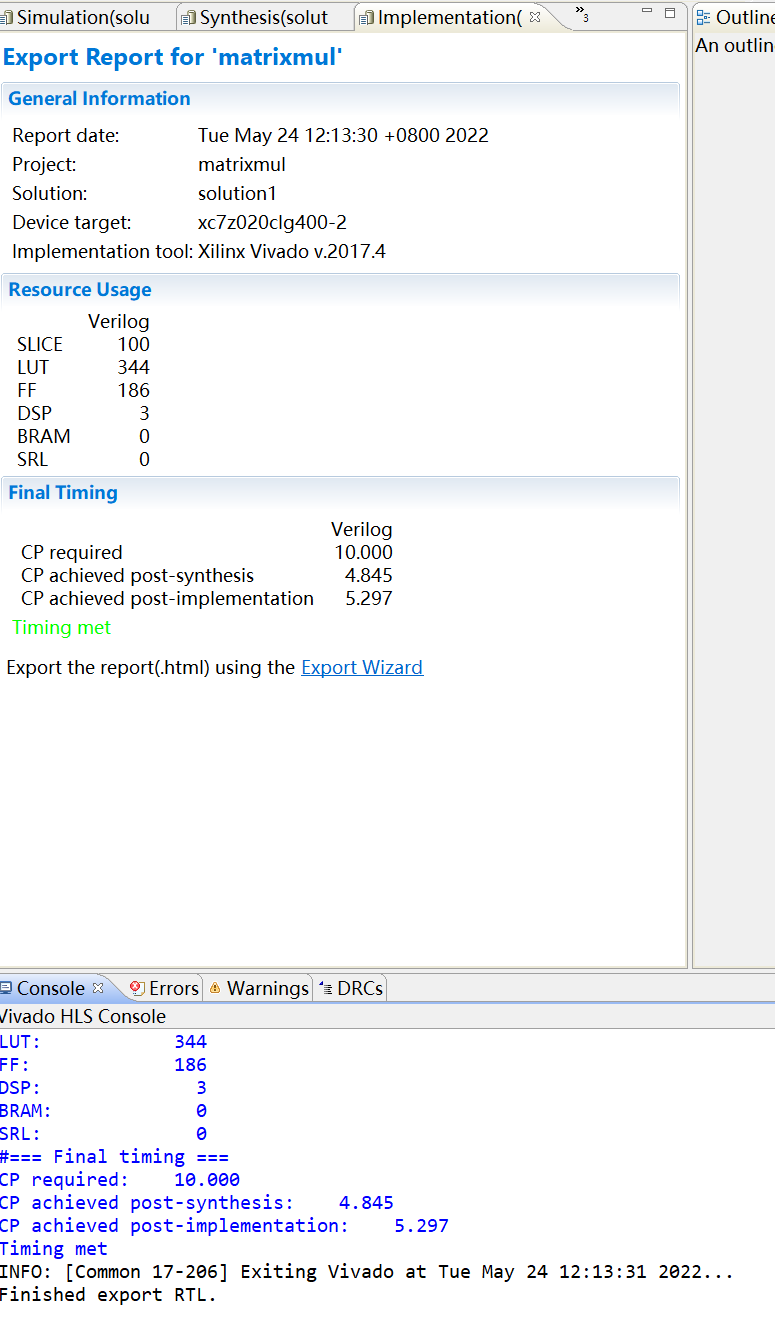 Simulation(solu Synthesis(solut Implementation( »3 Outline
Export Report for 'matrixmul' An outlin
General Information
Report date: Tue May 24 12:13:30 +0800 2022
Project: matrixmul
Solution: solution1
Device target: xc7z020clg400-2
Implementation tool: Xilinx Vivado v.2017.4
Resource Usage
Verilog
SLICE 100
LUT 344
FF 186
DSP 3
BRAM 0
SRL 0
Final Timing
Verilog
CP required 10.000
CP achieved post-synthesis 4.845
CP achieved post-implementation 5.297
Timing met
Export the report(.html) using the Export Wizard
Console Errors Warnings DRCs
Vivado HLS Console
LUT: 344
FF: 186
DSP: 3
BRAM: 0
SRL: 0
#=== Final timing ===
CP required: 10.000
CP achieved post-synthesis: 4.845
CP achieved post-implementation: 5.297
Timing met
INFO: [Common 17-206] Exiting Vivado at Tue May 24 12:13:31 2022...
Finished export RTL.